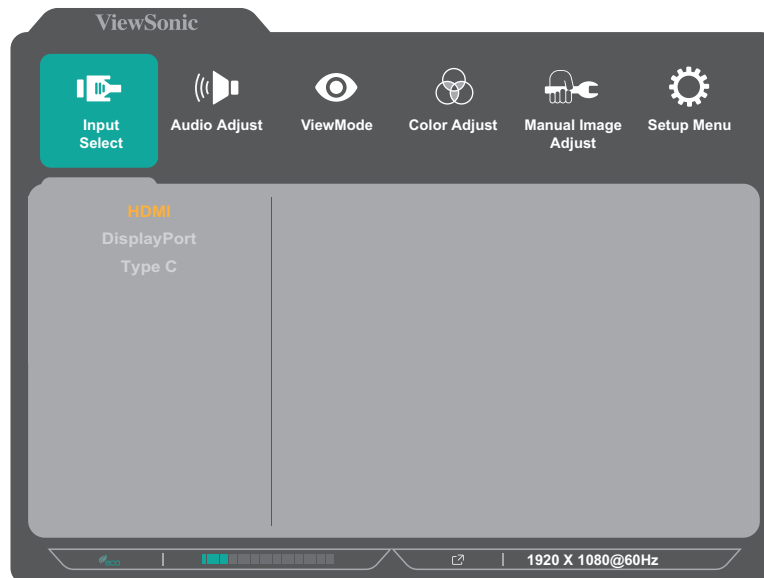 ViewSonic
Input
Select
Audio Adjust
ViewMode
Color Adjust
Manual Image
Adjust
Setup Menu
HDMI
DisplayPort
Type C
eco
1920 X 1080@60Hz